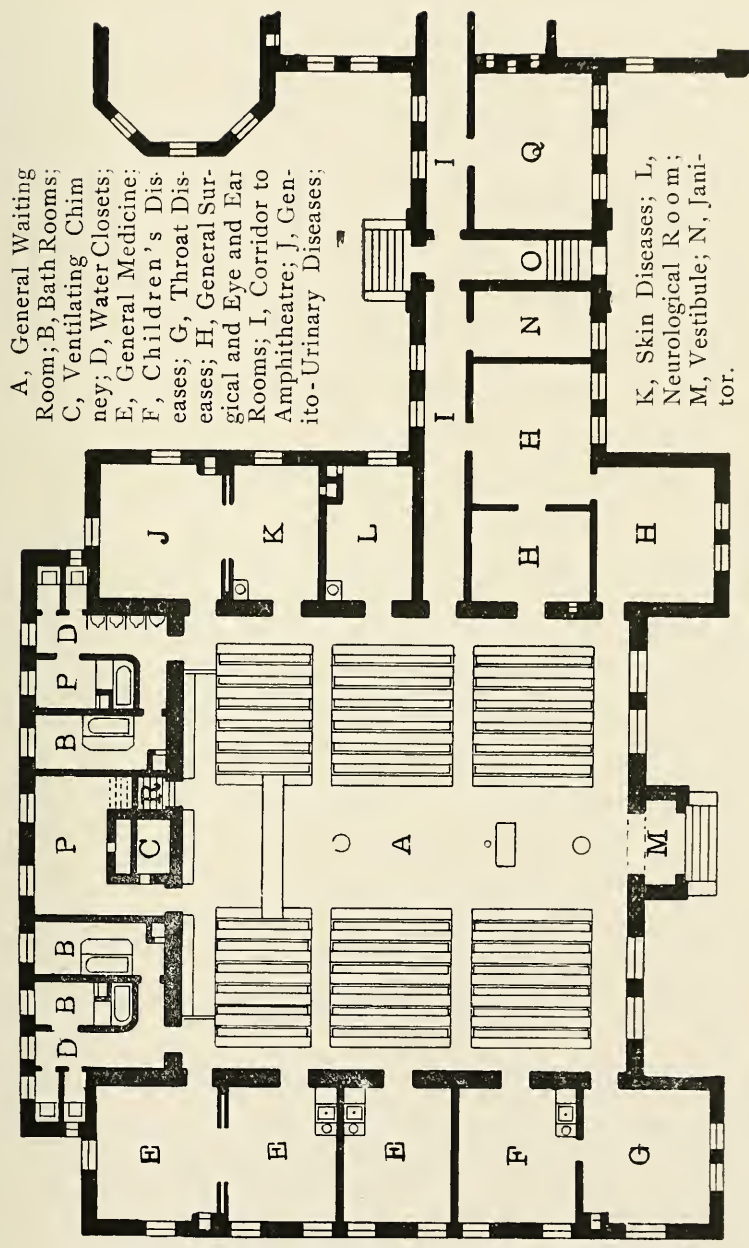 A, General Waiting
Room; B, Bath Rooms;
C, Ventilating Chim
ney; D, Water Closets;
E, General Medicine;
F, Children's Dis-
eases; G, Throat Dis-
eases; H, General Sur-
gical and Eye and Ear
Rooms; I, Corridor to
Amphitheatre; J, Gen-
ito-Urinary Diseases;
K, Skin Diseases; L,
Neurological Room;
M, Vestibule; N, Jani-
tor.
D
B
B
P
B
P
D
C
R
E
E
E
F
G
A
M
J
K
L
I
I
H
H
H
N
O
Q